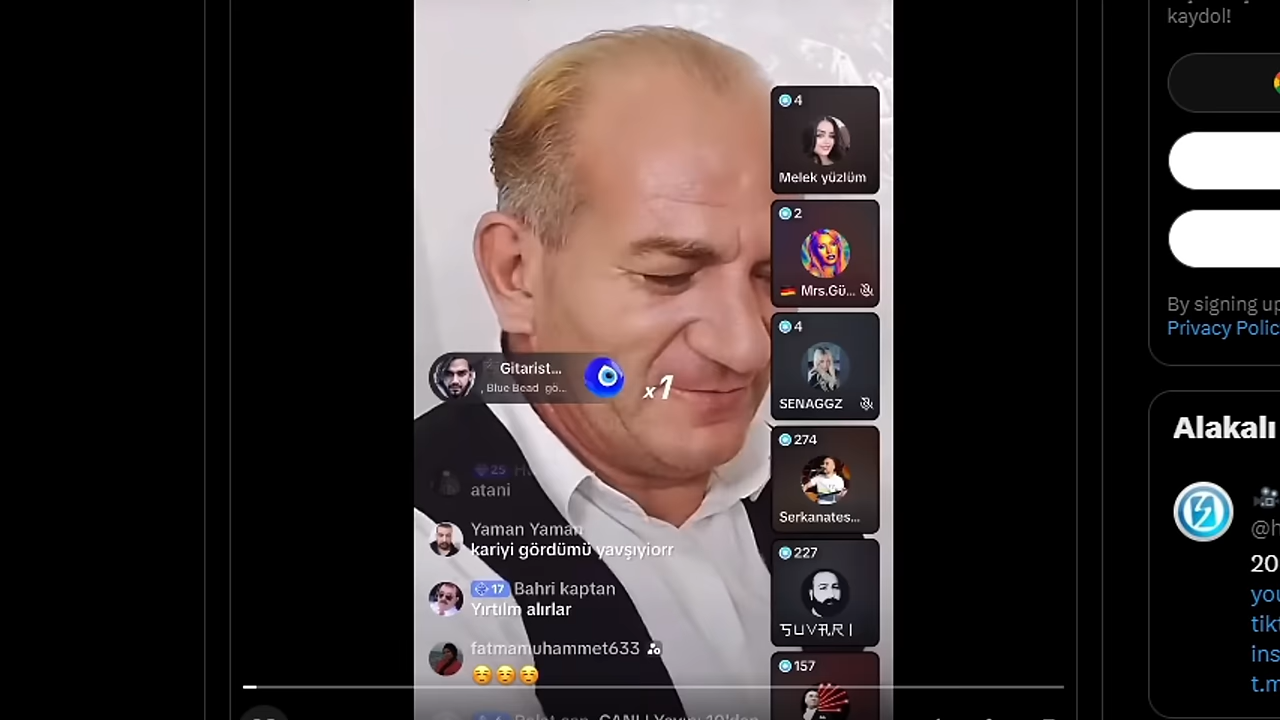 kaydol!
4
Melek yüzlüm
2
Mrs.Gü...
4
SENAGGZ
274
Serkanates...
227
SUVARI
157
Gitarist...
, Blue Bead gö...
x1
25 H
atani
Yaman Yaman
kariyi gördümü yavşıyiorr
17 Bahri kaptan
Yırtılm alırlar
fatmamuhammet633
☺️☺️☺️
By signing up
Privacy Polic
Alakalı
@h
20
you
tikt
ins
t.m